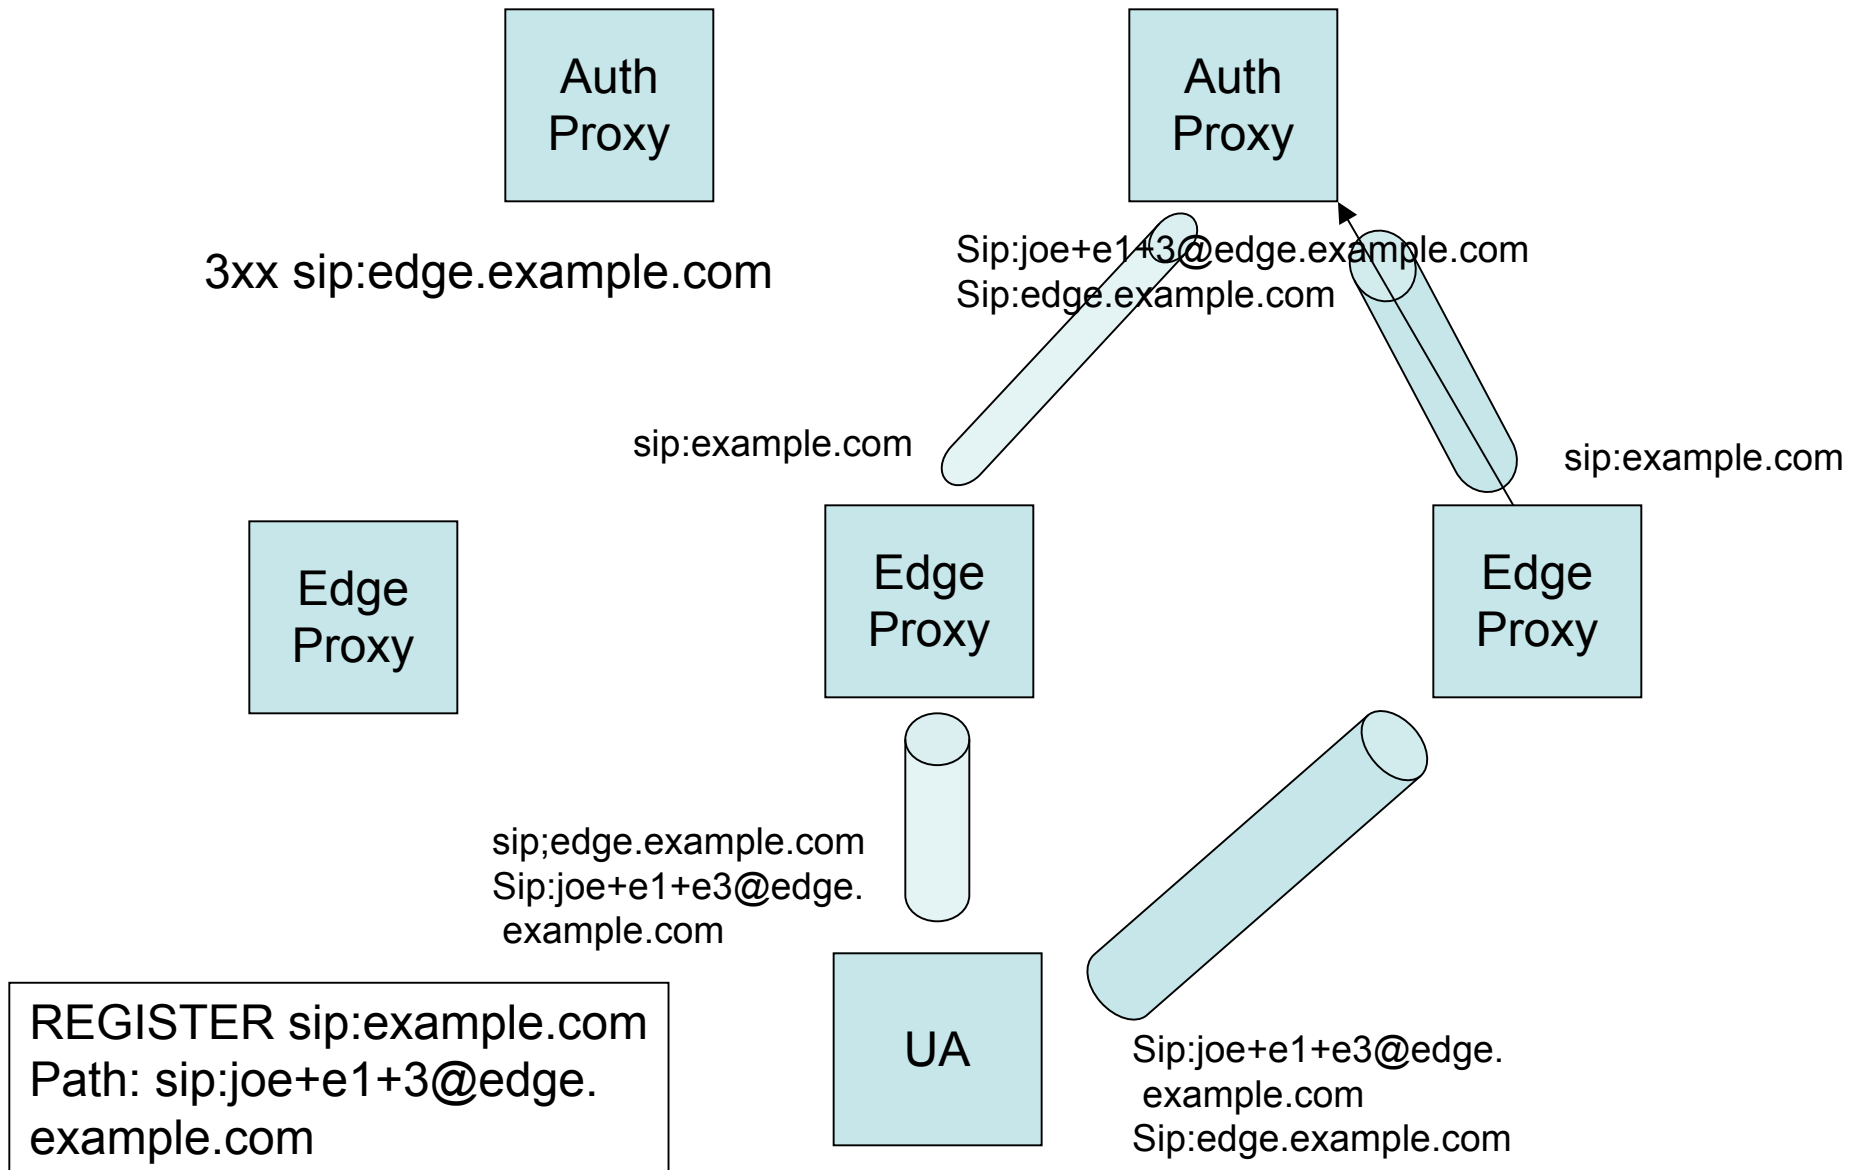 Auth
Proxy
Auth
Proxy
3xx sip:edge.example.com
Sip:joe+e1+3@edge.example.com
Sip:edge.example.com
sip:example.com
sip:example.com
Edge
Proxy
Edge
Proxy
Edge
Proxy
sip;edge.example.com
Sip:joe+e1+e3@edge.
example.com
REGISTER sip:example.com
Path: sip:joe+e1+3@edge.
example.com
UA
Sip:joe+e1+e3@edge.
example.com
Sip:edge.example.com